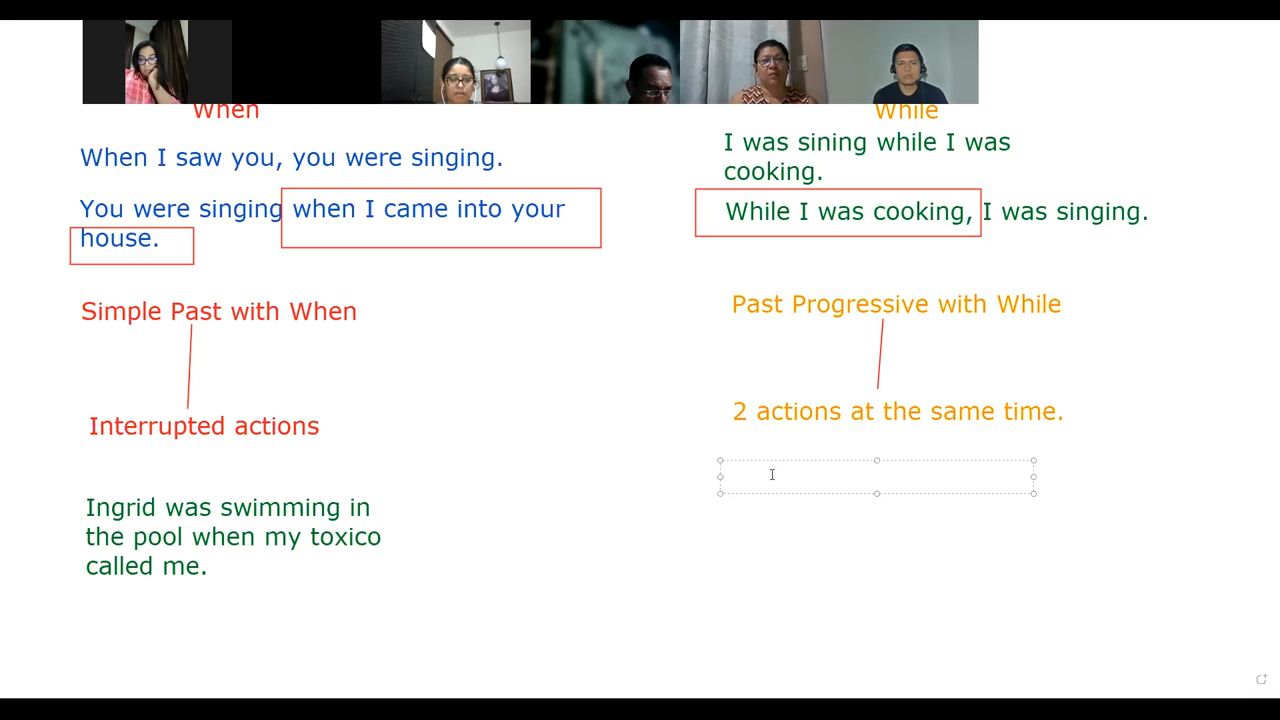 When
When I saw you, you were singing.
You were singing when I came into your
house.
Simple Past with When
Interrupted actions
Ingrid was swimming in
the pool when my toxico
called me.
While
I was sining while I was
cooking.
While I was cooking, I was singing.
Past Progressive with While
2 actions at the same time.